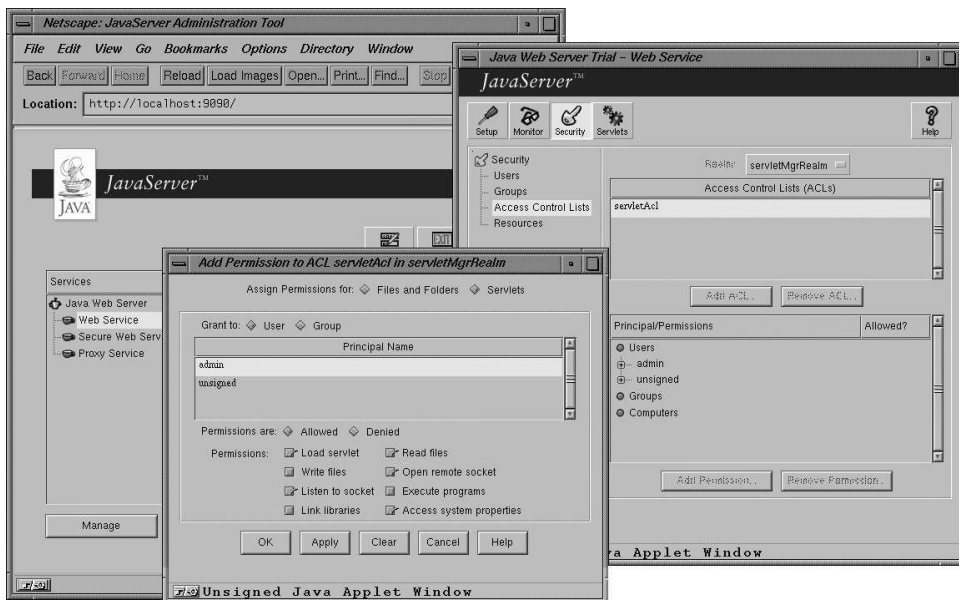 Netscape: JavaServer Administration Tool
File Edit View Go Bookmarks Options Directory Window
Back Forward Home Reload Load Images Open... Print... Find... Stop
Location: http://localhost:9090/
JAVA
JavaServer™
EXIT
Services
Java Web Server
Web Service
Secure Web Serv
Proxy Service
Manage
Java Web Server Trial – Web Service
JavaServer™
Setup Monitor Security Servlets Help
Security
Users
Groups
Access Control Lists
Resources
Realm: servletMgrRealm
Access Control Lists (ACLs)
servletAcl
Add ACL... Remove ACL...
Principal/Permissions Allowed?
Users
admin
unsigned
Groups
Computers
Add Permission... Remove Permission...
va Applet Window
Add Permission to ACL servletAcl in servletMgrRealm
Assign Permissions for: Files and Folders Servlets
Grant to: User Group
Principal Name
admin
unsigned
Permissions are: Allowed Denied
Permissions: Load servlet Read files
Write files Open remote socket
Listen to socket Execute programs
Link libraries Access system properties
OK Apply Clear Cancel Help
Unsigned Java Applet Window